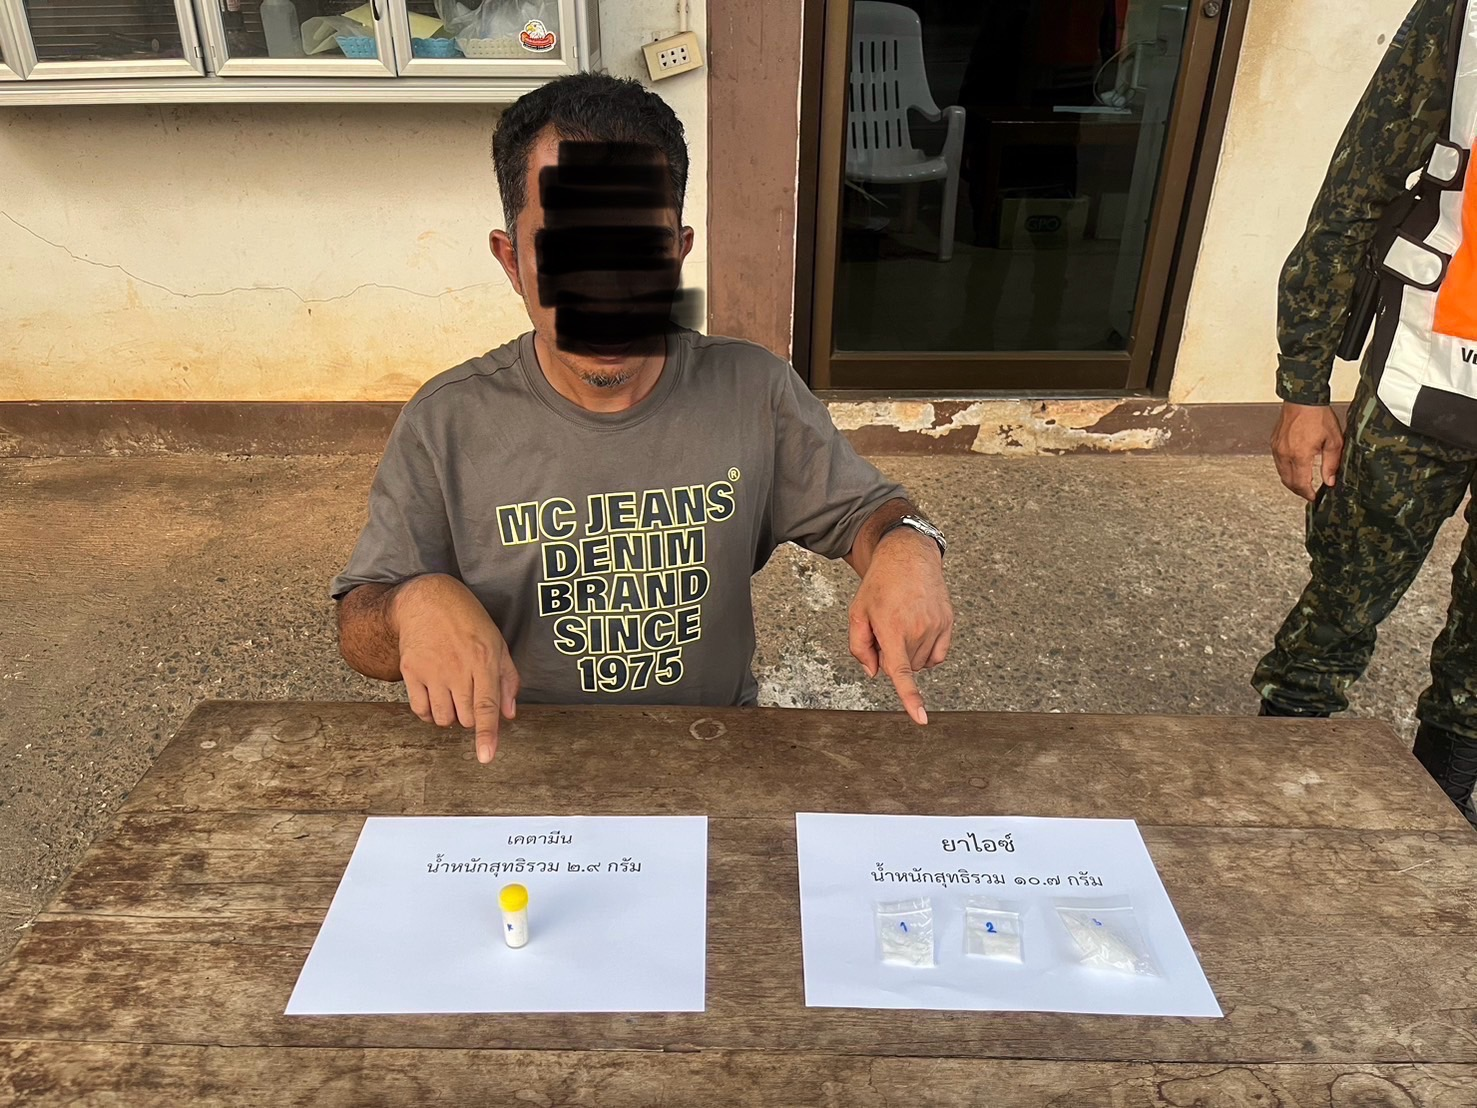 MC JEANS®
DENIM
BRAND
SINCE
1975
GPO
เคตามีน
น้ำหนักสุทธิรวม ๒.๙ กรัม
K
ยาไอซ์
น้ำหนักสุทธิรวม ๑๐.๗ กรัม
1
2
3